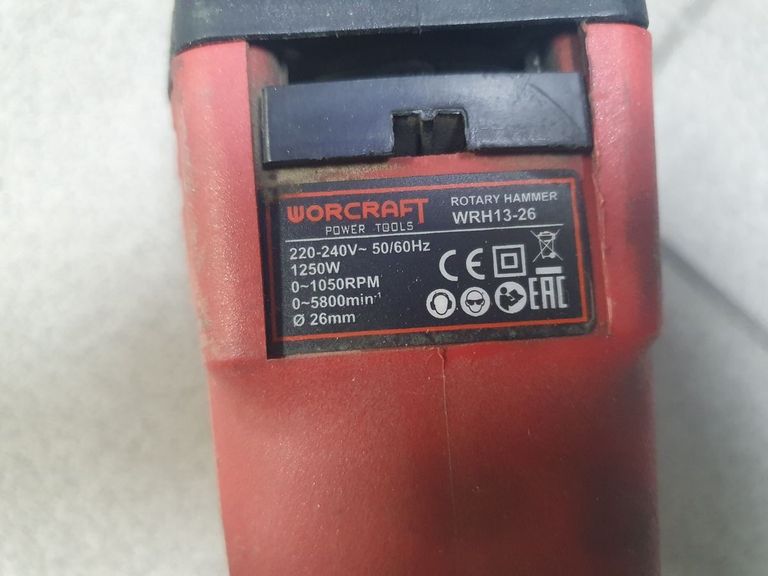 WORCRAFT
POWER TOOLS
ROTARY HAMMER
WRH13-26
220-240V~ 50/60Hz
1250W
0~1050RPM
0~5800min⁻¹
Ø 26mm
CE
EAC